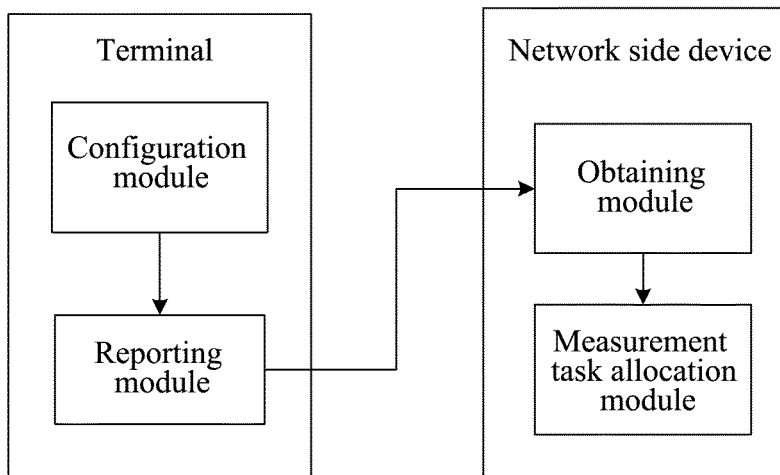 Terminal
Configuration
module
Reporting
module
Network side device
Obtaining
module
Measurement
task allocation
module